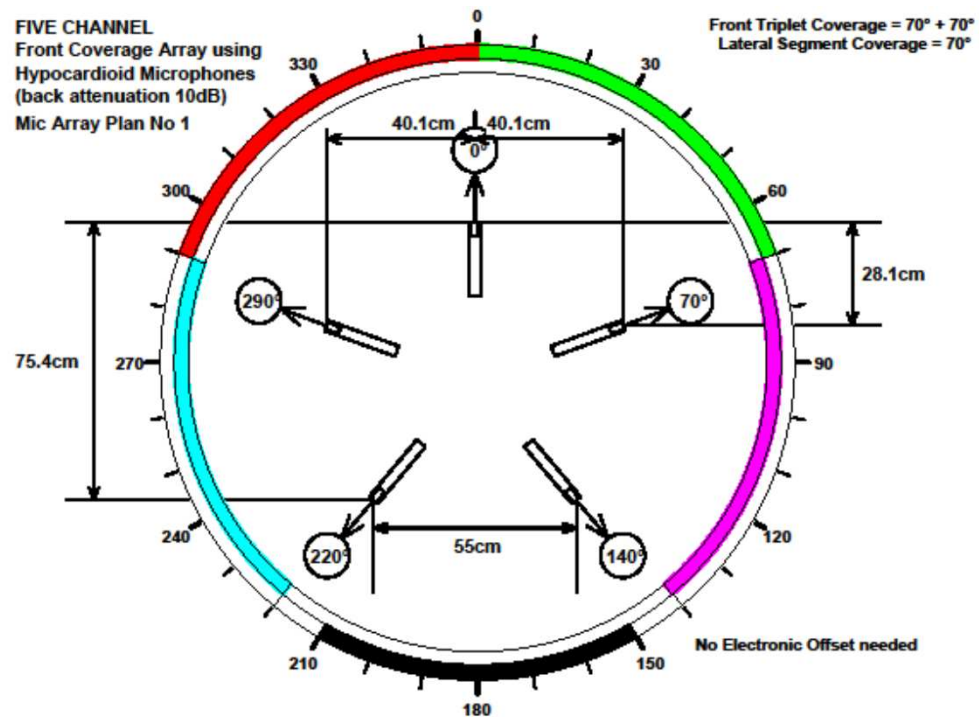 FIVE CHANNEL
Front Coverage Array using
Hypocardioid Microphones
(back attenuation 10dB)
Mic Array Plan No 1
Front Triplet Coverage = 70° + 70°
Lateral Segment Coverage = 70°
0
330
30
40.1cm
40.1cm
0°
300
60
28.1cm
290°
70°
75.4cm
270
90
240
120
220°
55cm
140°
210
150
No Electronic Offset needed
180